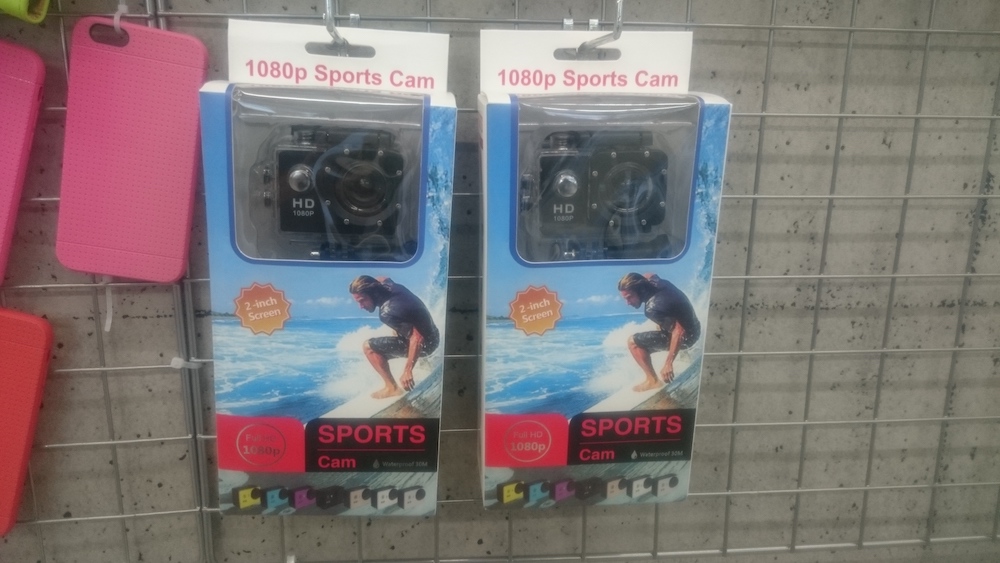 1080p Sports Cam
HD
1080P
2-inch
Screen
Full HD
1080p
SPORTS
Cam
Waterproof 30M
1080p Sports Cam
HD
1080P
2-inch
Screen
Full HD
1080p
SPORTS
Cam
Waterproof 30M